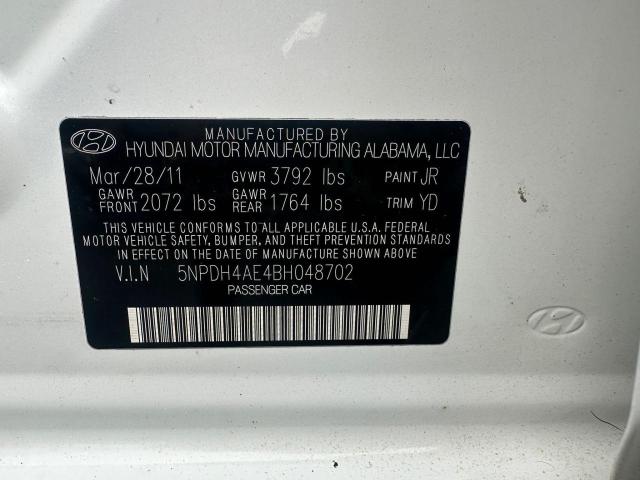 MANUFACTURED BY
HYUNDAI MOTOR MANUFACTURING ALABAMA, LLC
Mar/28/11 GVWR 3792 lbs PAINT JR
GAWR FRONT 2072 lbs GAWR REAR 1764 lbs TRIM YD
THIS VEHICLE CONFORMS TO ALL APPLICABLE U.S.A. FEDERAL
MOTOR VEHICLE SAFETY, BUMPER, AND THEFT PREVENTION STANDARDS
IN EFFECT ON THE DATE OF MANUFACTURE SHOWN ABOVE.
V.I.N 5NPDH4AE4BH048702
PASSENGER CAR